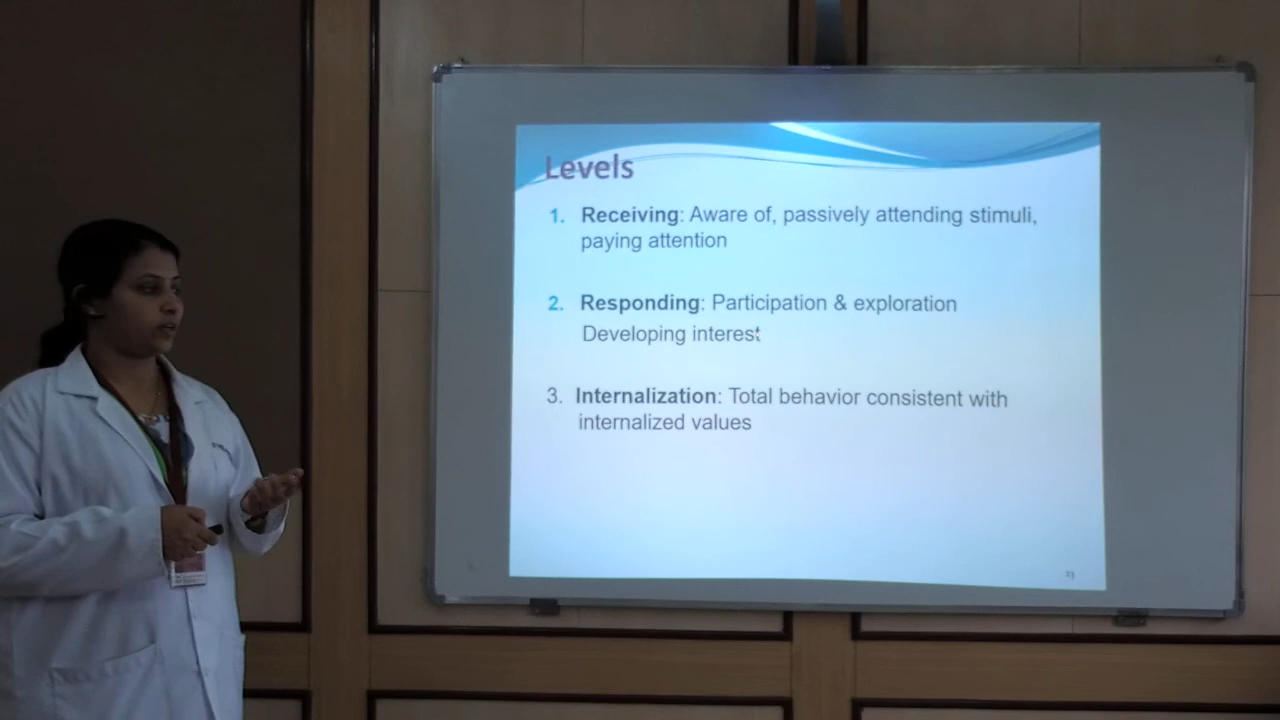 Levels
1. Receiving: Aware of, passively attending stimuli,
paying attention
2. Responding: Participation & exploration
Developing interest
3. Internalization: Total behavior consistent with
internalized values
23